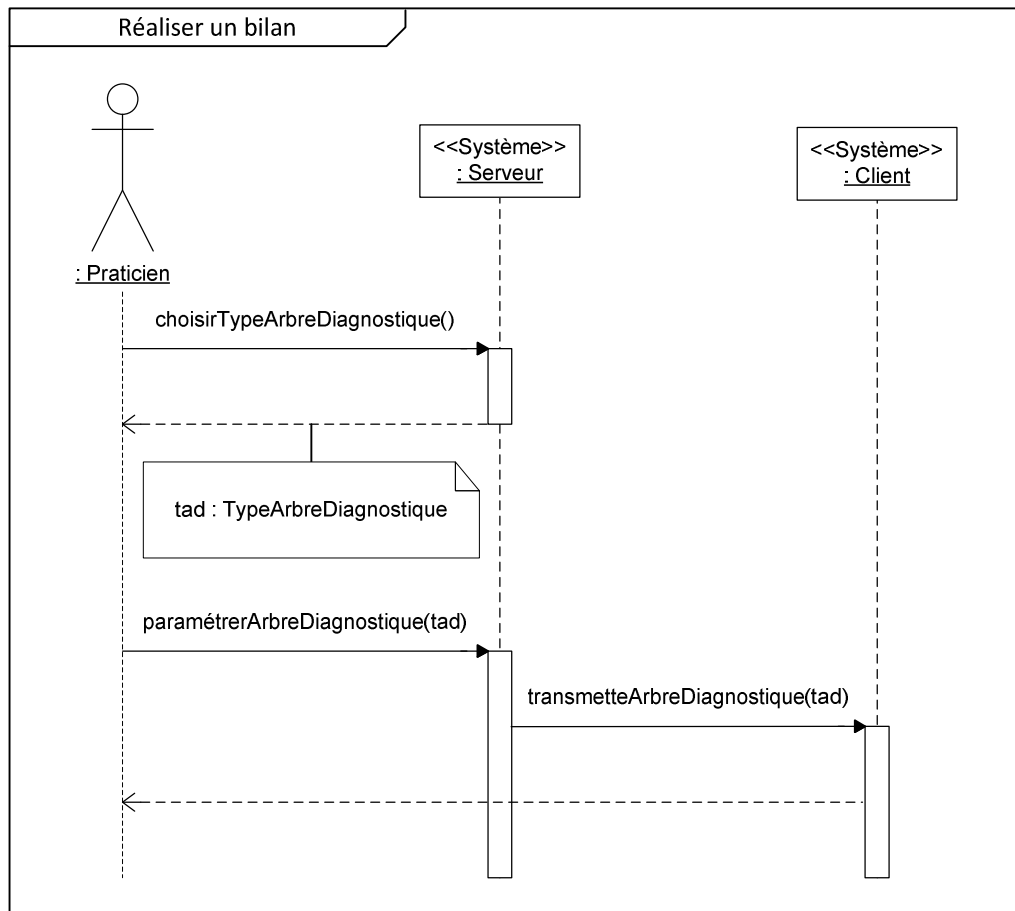 Réaliser un bilan
<<Système>>
: Serveur
<<Système>>
: Client
: Praticien
choisirTypeArbreDiagnostique()
tad : TypeArbreDiagnostique
paramétrerArbreDiagnostique(tad)
transmetteArbreDiagnostique(tad)